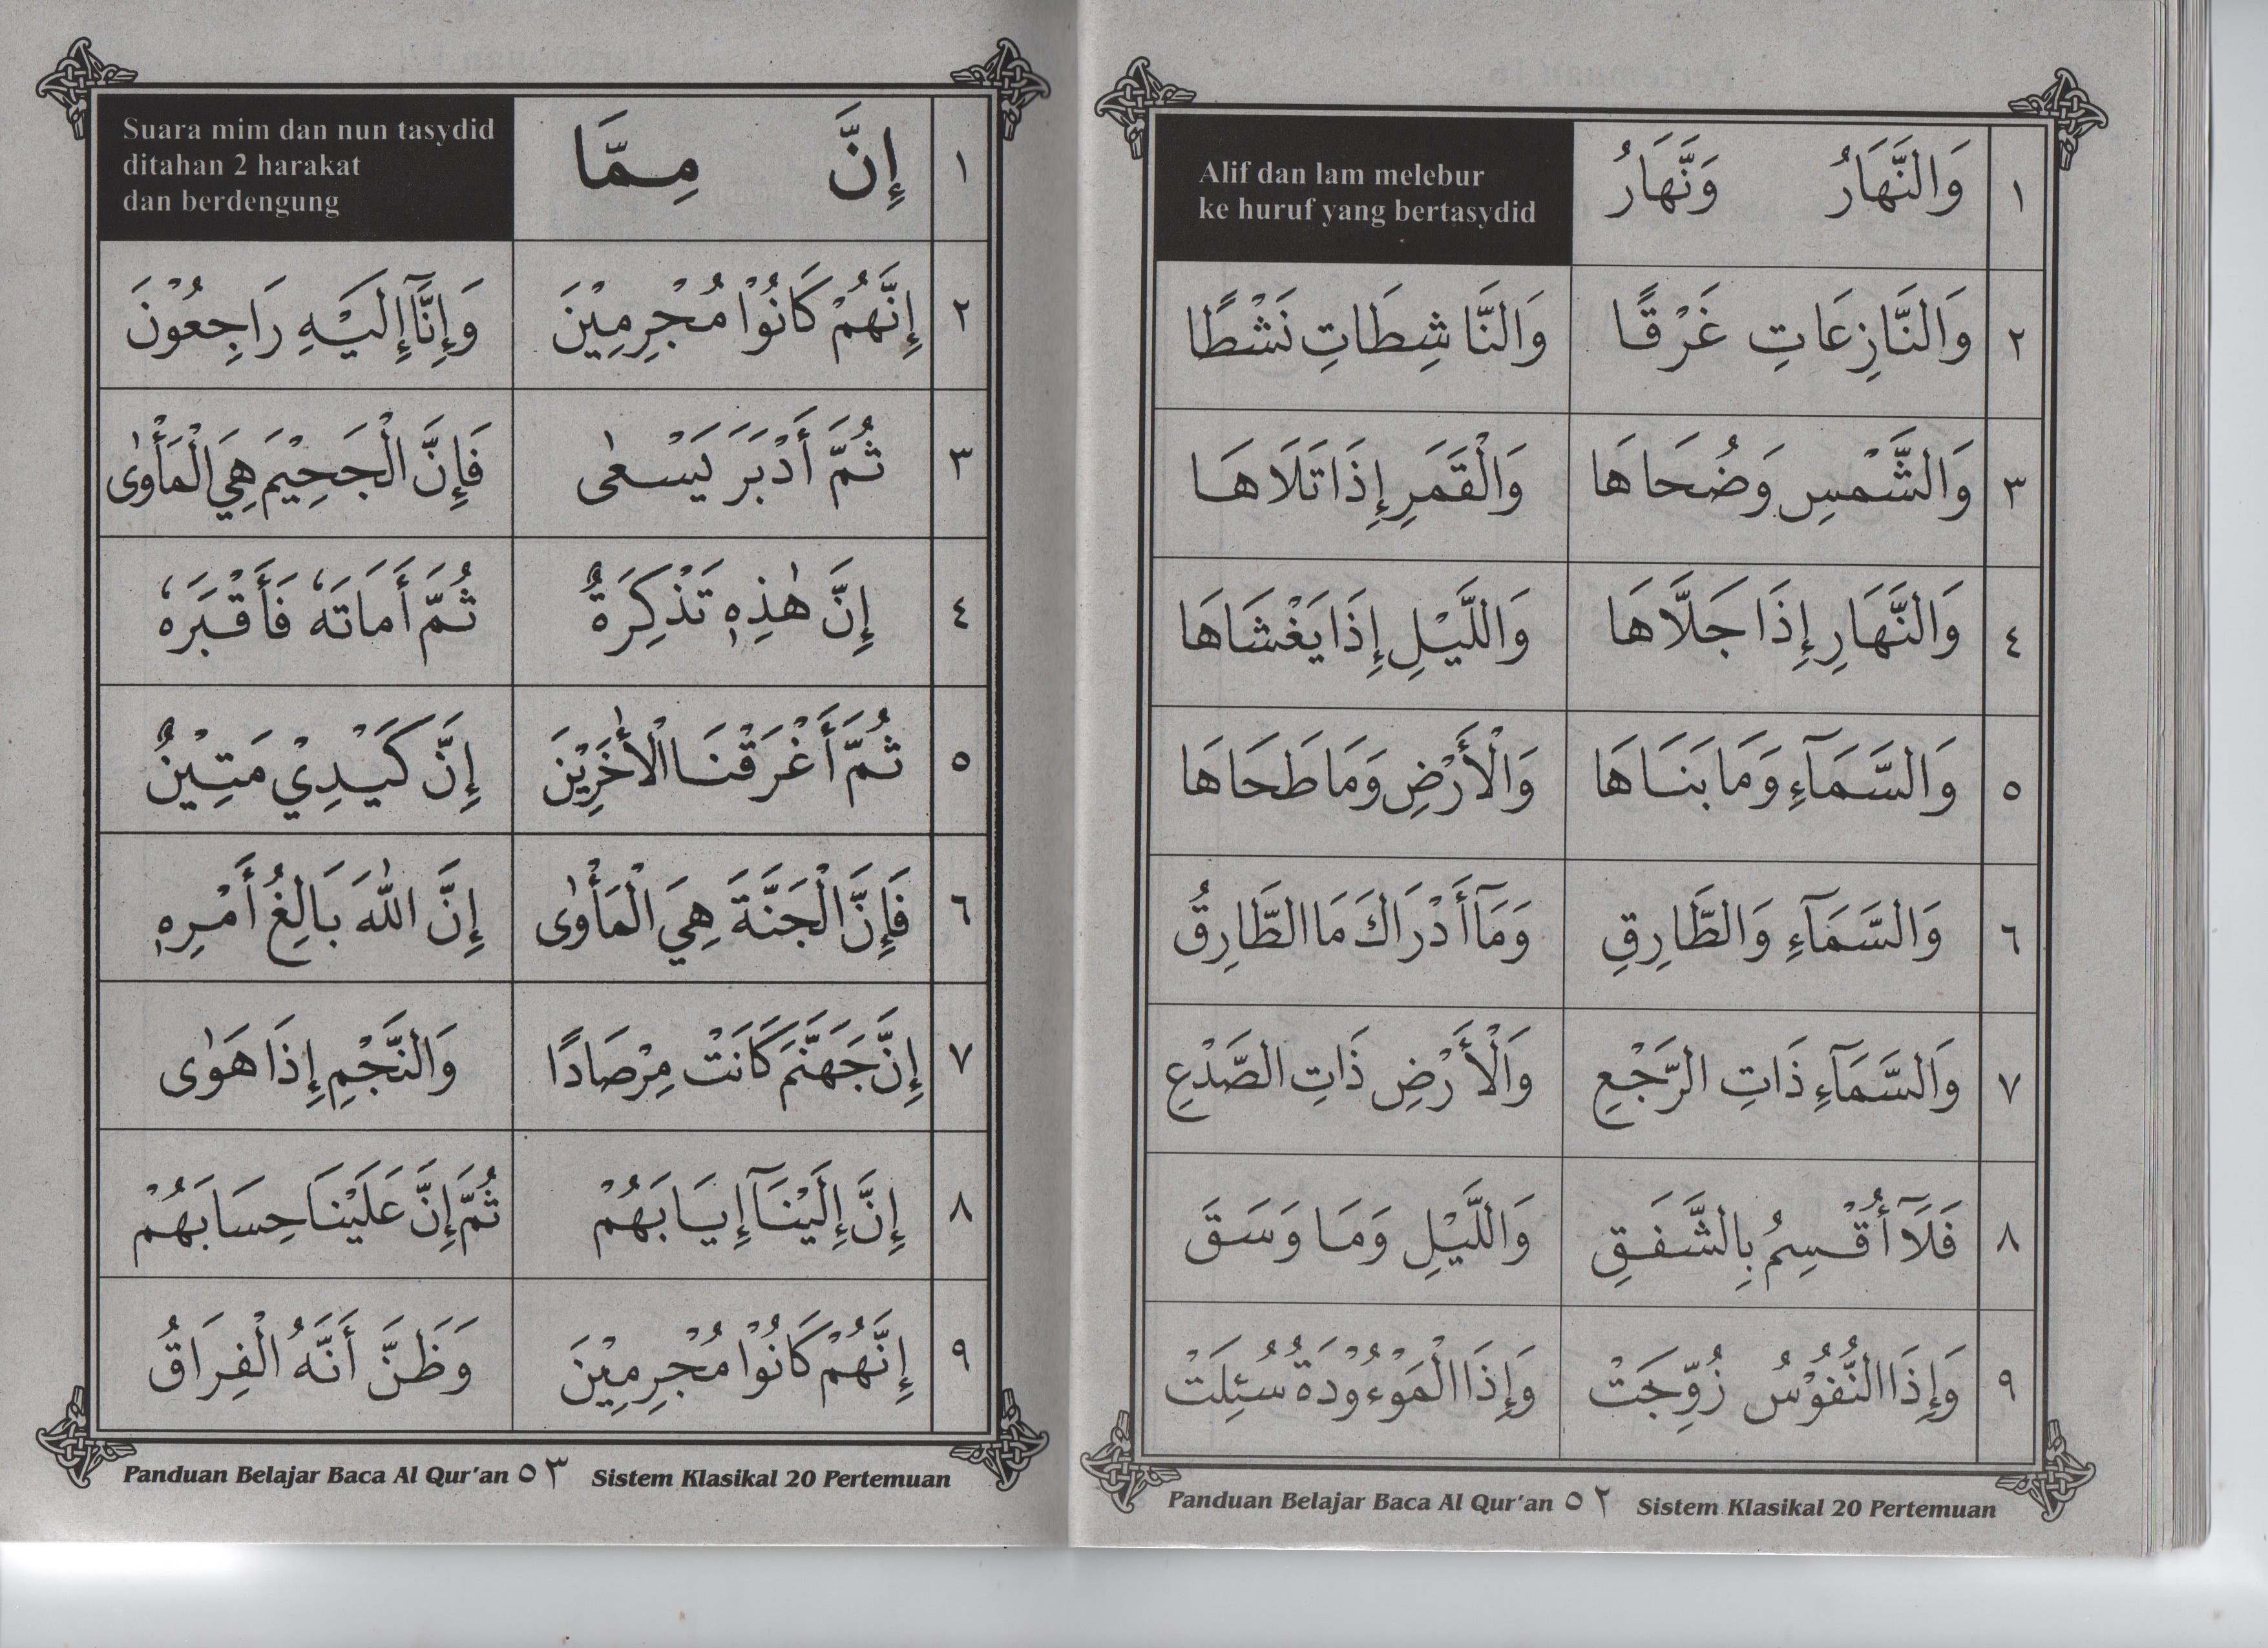 وَالنَّهَارُ وَنَّهَارُ ١
Alif dan lam melebur
ke huruf yang bertasydid
٢ وَالنَّازِعَاتِ غَرْقًا وَالنَّاشِطَاتِ نَشْطًا
٣ وَالشَّمْسِ وَضُحَاهَا وَالْقَمَرِ إِذَا تَلَاهَا
٤ وَالنَّهَارِ إِذَا جَلَّاهَا وَاللَّيْلِ إِذَا يَغْشَاهَا
٥ وَالسَّمَآءِ وَمَا بَنَاهَا وَالْأَرْضِ وَمَا طَحَاهَا
٦ وَالسَّمَآءِ وَالطَّارِقِ وَمَآ أَدْرَاكَ مَا الطَّارِقُ
٧ وَالسَّمَآءِ ذَاتِ الرَّجْعِ وَالْأَرْضِ ذَاتِ الصَّدْعِ
٨ فَلَآ أُقْسِمُ بِالشَّفَقِ وَاللَّيْلِ وَمَا وَسَقَ
٩ وَإِذَا النُّفُوْسُ زُوِّجَتْ وَإِذَا الْمَوْءُوْدَةُ سُئِلَتْ
Panduan Belajar Baca Al Qur'an ٥٢ Sistem Klasikal 20 Pertemuan
١ إِنَّ مِمَّا
Suara mim dan nun tasydid
ditahan 2 harakat
dan berdengung
٢ إِنَّهُمْ كَانُوْا مُجْرِمِيْنَ وَإِنَّآ إِلَيْهِ رَاجِعُوْنَ
٣ ثُمَّ أَدْبَرَ يَسْعٰى فَإِنَّ الْجَحِيْمَ هِيَ الْمَأْوٰى
٤ إِنَّ هٰذِهٖ تَذْكِرَةٌ ثُمَّ أَمَاتَهٗ فَأَقْبَرَهٗ
٥ ثُمَّ أَغْرَقْنَا الْأٰخَرِيْنَ إِنَّ كَيْدِيْ مَتِيْنٌ
٦ فَإِنَّ الْجَنَّةَ هِيَ الْمَأْوٰى إِنَّ اللّٰهَ بَالِغُ أَمْرِهٖ
٧ إِنَّ جَهَنَّمَ كَانَتْ مِرْصَادًا وَالنَّجْمِ إِذَا هَوٰى
٨ إِنَّ إِلَيْنَآ إِيَابَهُمْ ثُمَّ إِنَّ عَلَيْنَا حِسَابَهُمْ
٩ إِنَّهُمْ كَانُوْا مُجْرِمِيْنَ وَظَنَّ أَنَّهُ الْفِرَاقُ
Panduan Belajar Baca Al Qur'an ٥٣ Sistem Klasikal 20 Pertemuan